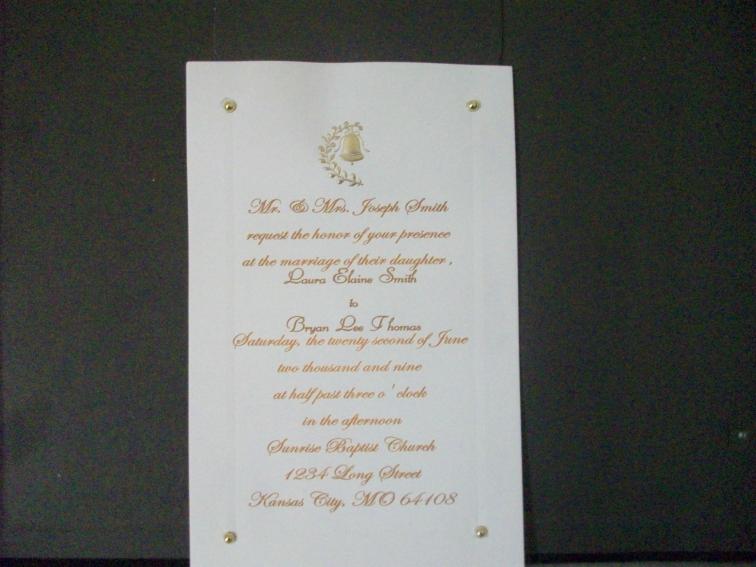 Mr. & Mrs. Joseph Smith
request the honor of your presence
at the marriage of their daughter ,
Laura Elaine Smith
to
Bryan Lee Thomas
Saturday, the twenty second of June
two thousand and nine
at half past three o ' clock
in the afternoon
Sunrise Baptist Church
1234 Long Street
Kansas City, MO 64108